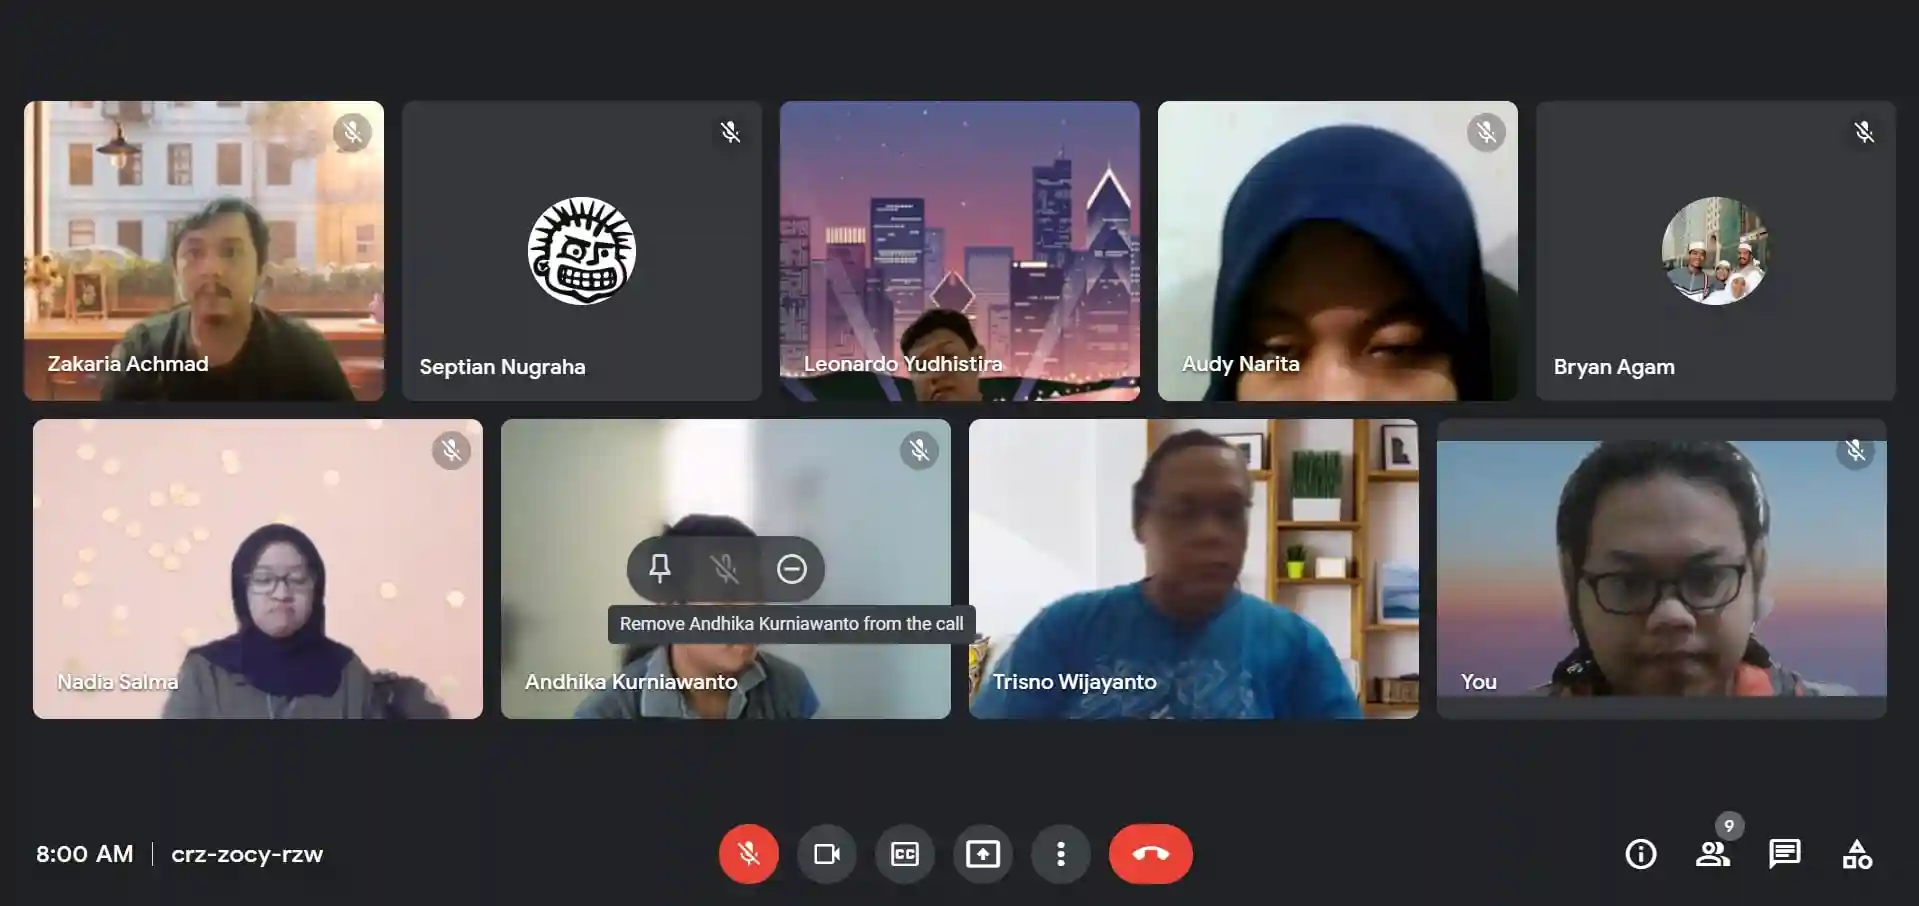 Zakaria Achmad
Septian Nugraha
Leonardo Yudhistira
Audy Narita
Bryan Agam
Remove Andhika Kurniawanto from the call
Nadia Salma
Andhika Kurniawanto
Trisno Wijayanto
You
9
8:00 AM | crz-zocy-rzw
CC